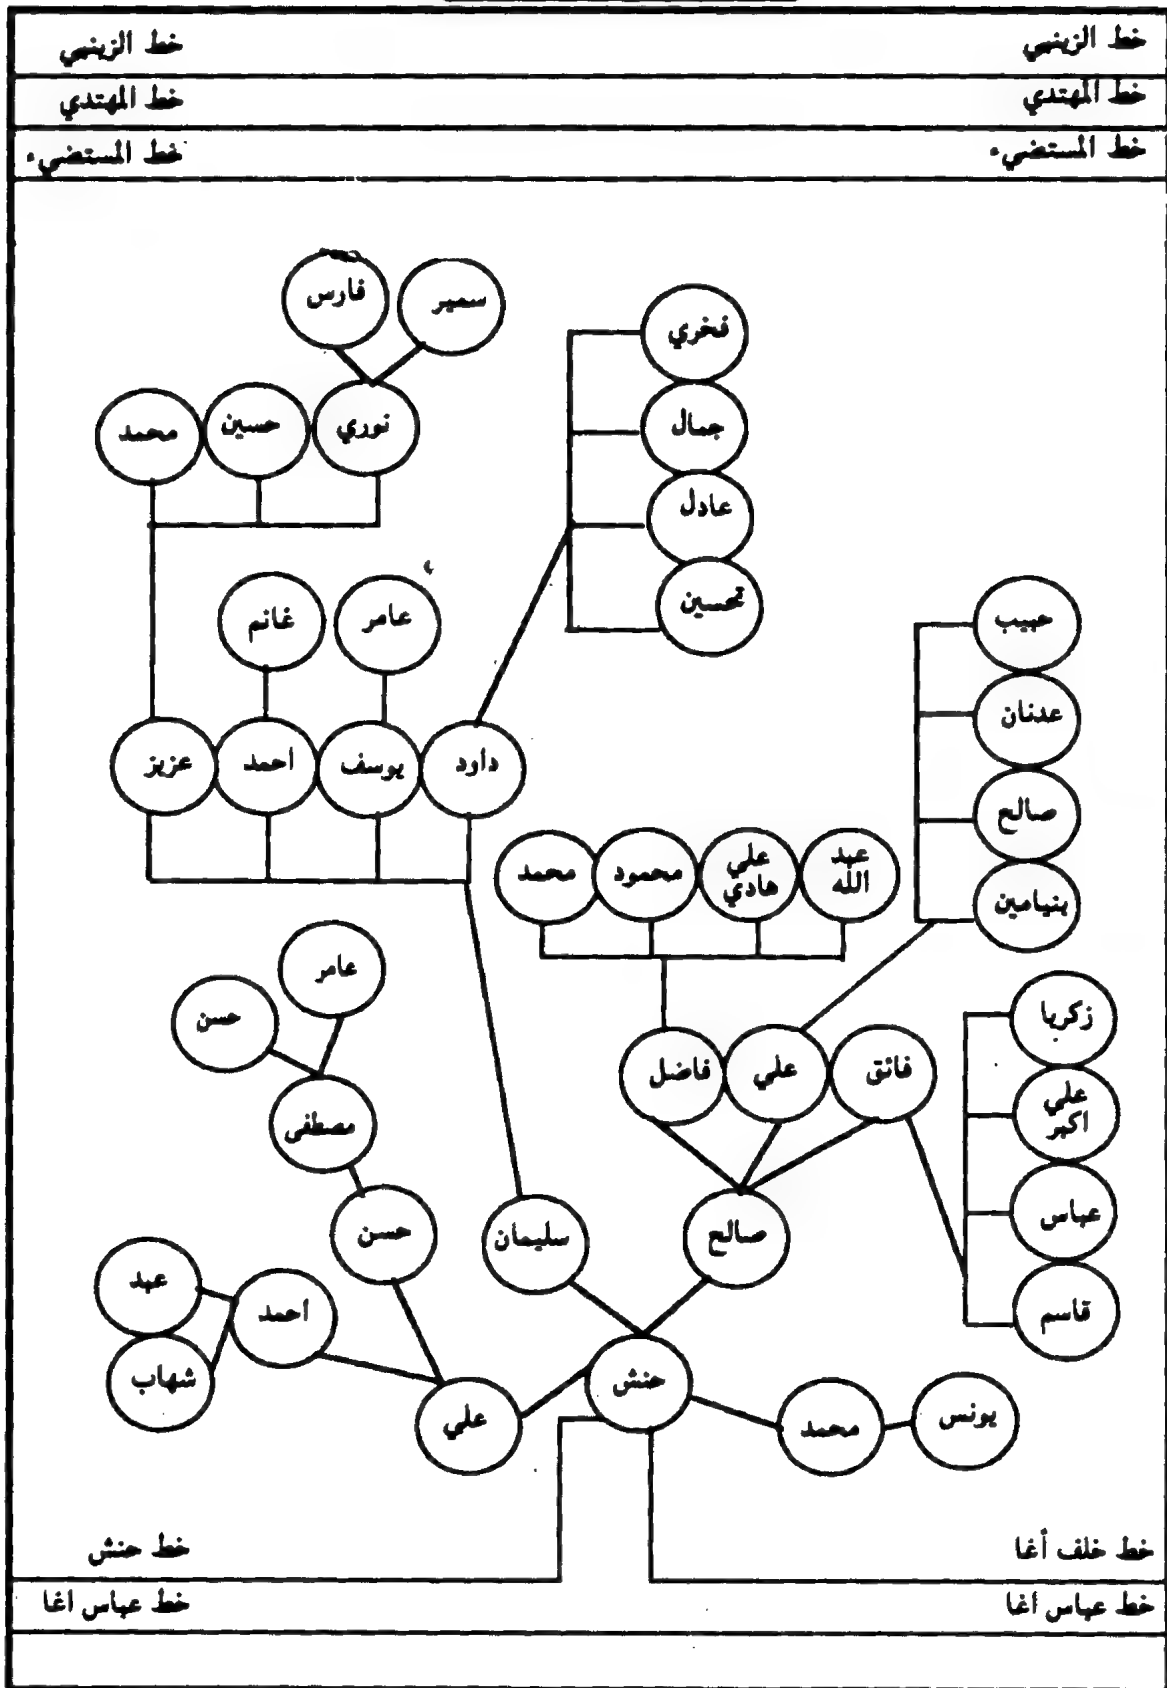 خط الزينبي
خط الزينبي
خط المهتدي
خط المهتدي
خط المستضيء
خط المستضيء
سمير
فارس
فخري
نوري
حسين
محمد
جمال
عادل
تحسين
عامر
غانم
حبيب
عدنان
صالح
بنيامين
داود
يوسف
احمد
عزيز
عبد
الله
علي
هادي
محمود
محمد
عامر
حسن
زكريا
علي
اكبر
عباس
قاسم
فائق
علي
فاضل
مصطفى
صالح
سليمان
حسن
احمد
عبد
شهاب
حنش
يونس
محمد
علي
خط خلف أغا
خط حنش
خط عباس اغا
خط عباس اغا